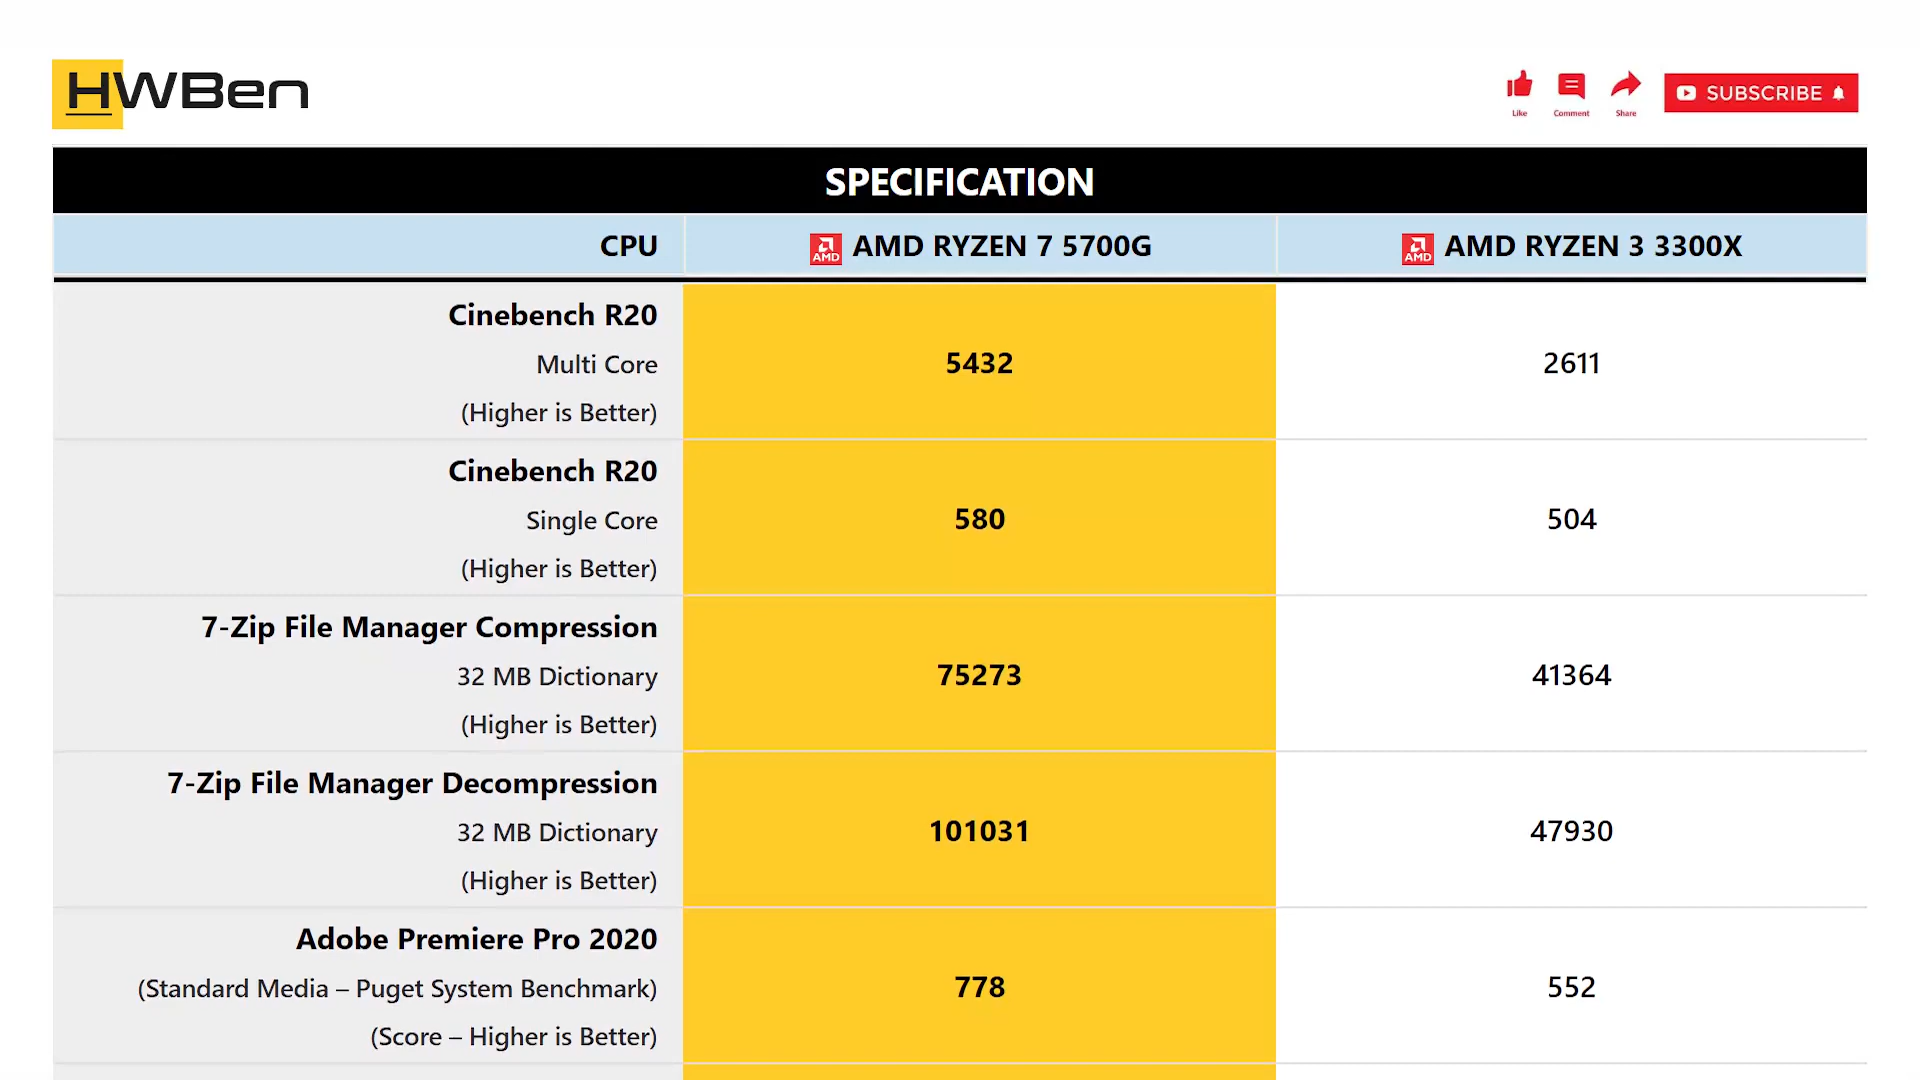 HWBen
Like
Comment
Share
SUBSCRIBE
SPECIFICATION
CPU
AMD AMD RYZEN 7 5700G
AMD AMD RYZEN 3 3300X
Cinebench R20
Multi Core
(Higher is Better)
5432
2611
Cinebench R20
Single Core
(Higher is Better)
580
504
7-Zip File Manager Compression
32 MB Dictionary
(Higher is Better)
75273
41364
7-Zip File Manager Decompression
32 MB Dictionary
(Higher is Better)
101031
47930
Adobe Premiere Pro 2020
(Standard Media – Puget System Benchmark)
(Score – Higher is Better)
778
552